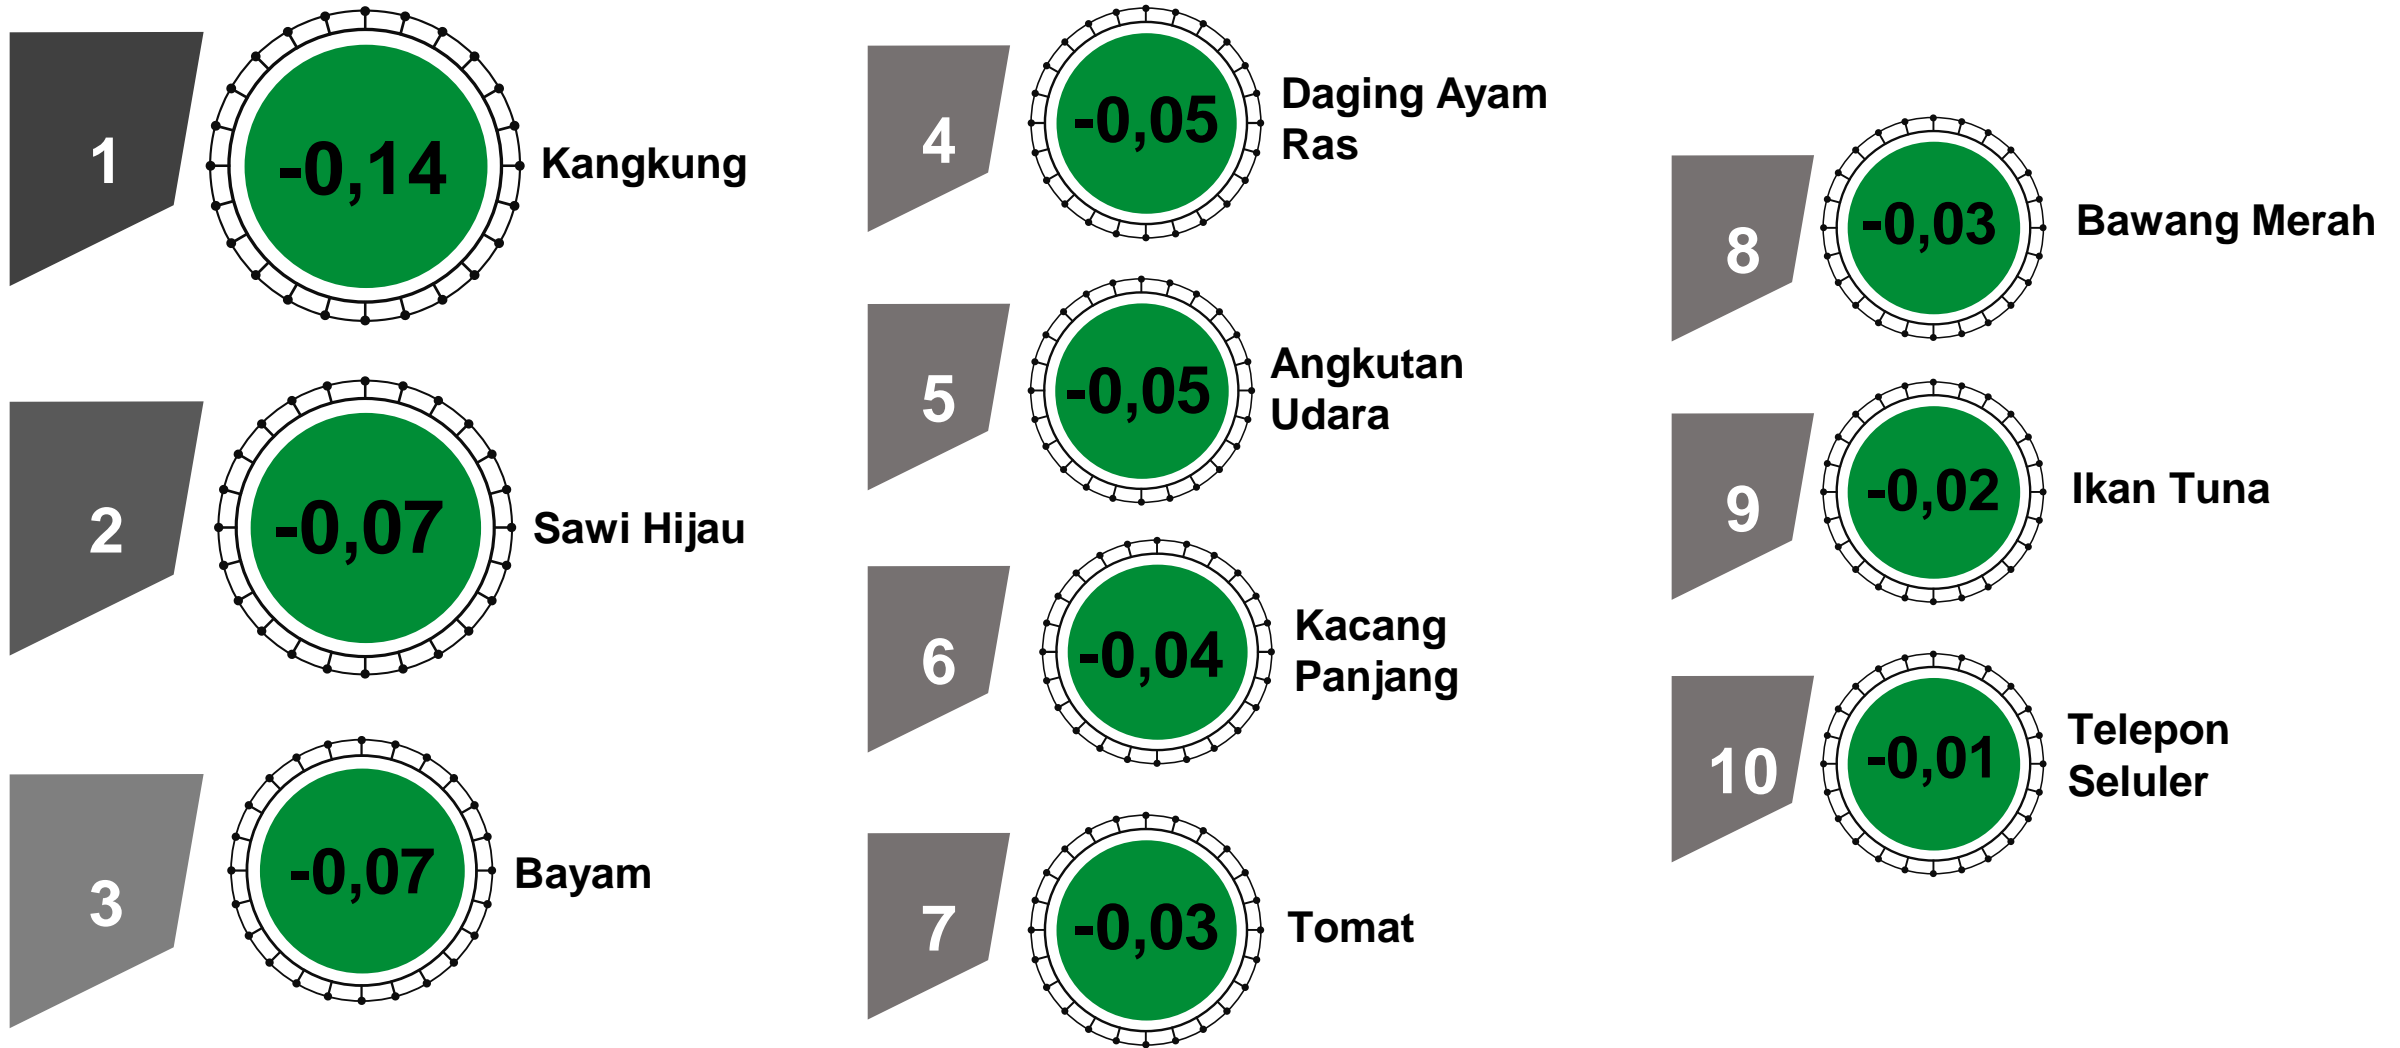 1
-0,14
Kangkung
2
-0,07
Sawi Hijau
3
-0,07
Bayam
4
-0,05
Daging Ayam
Ras
5
-0,05
Angkutan
Udara
6
-0,04
Kacang
Panjang
7
-0,03
Tomat
8
-0,03
Bawang Merah
9
-0,02
Ikan Tuna
10
-0,01
Telepon
Seluler